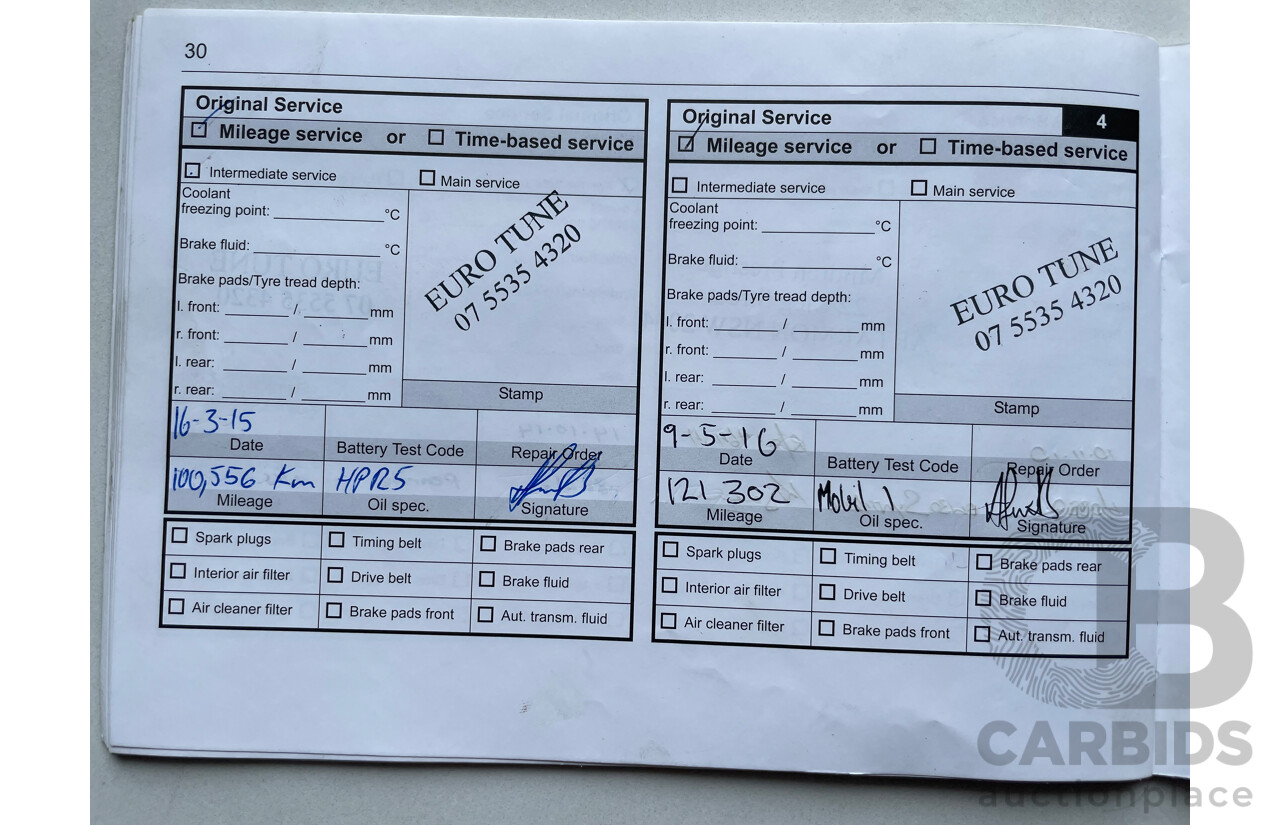 30
Original Service
Mileage service or Time-based service
Intermediate service
Main service
Coolant
freezing point: °C
Brake fluid: °C
Brake pads/Tyre tread depth:
l. front: / mm
r. front: / mm
l. rear: / mm
r. rear: / mm
EURO TUNE
07 5535 4320
Stamp
16-3-15
Date
Battery Test Code
Repair Order
100,556 Km
HPR5
Mileage
Oil spec.
Signature
Spark plugs
Timing belt
Brake pads rear
Interior air filter
Drive belt
Brake fluid
Air cleaner filter
Brake pads front
Aut. transm. fluid
Original Service
4
Mileage service or Time-based service
Intermediate service
Main service
Coolant
freezing point: °C
Brake fluid: °C
Brake pads/Tyre tread depth:
l. front: / mm
r. front: / mm
l. rear: / mm
r. rear: / mm
EURO TUNE
07 5535 4320
Stamp
9-5-16
Date
Battery Test Code
Repair Order
121 302
Mobil 1
Mileage
Oil spec.
Signature
Spark plugs
Timing belt
Brake pads rear
Interior air filter
Drive belt
Brake fluid
Air cleaner filter
Brake pads front
Aut. transm. fluid
CARBIDS
auctionplace